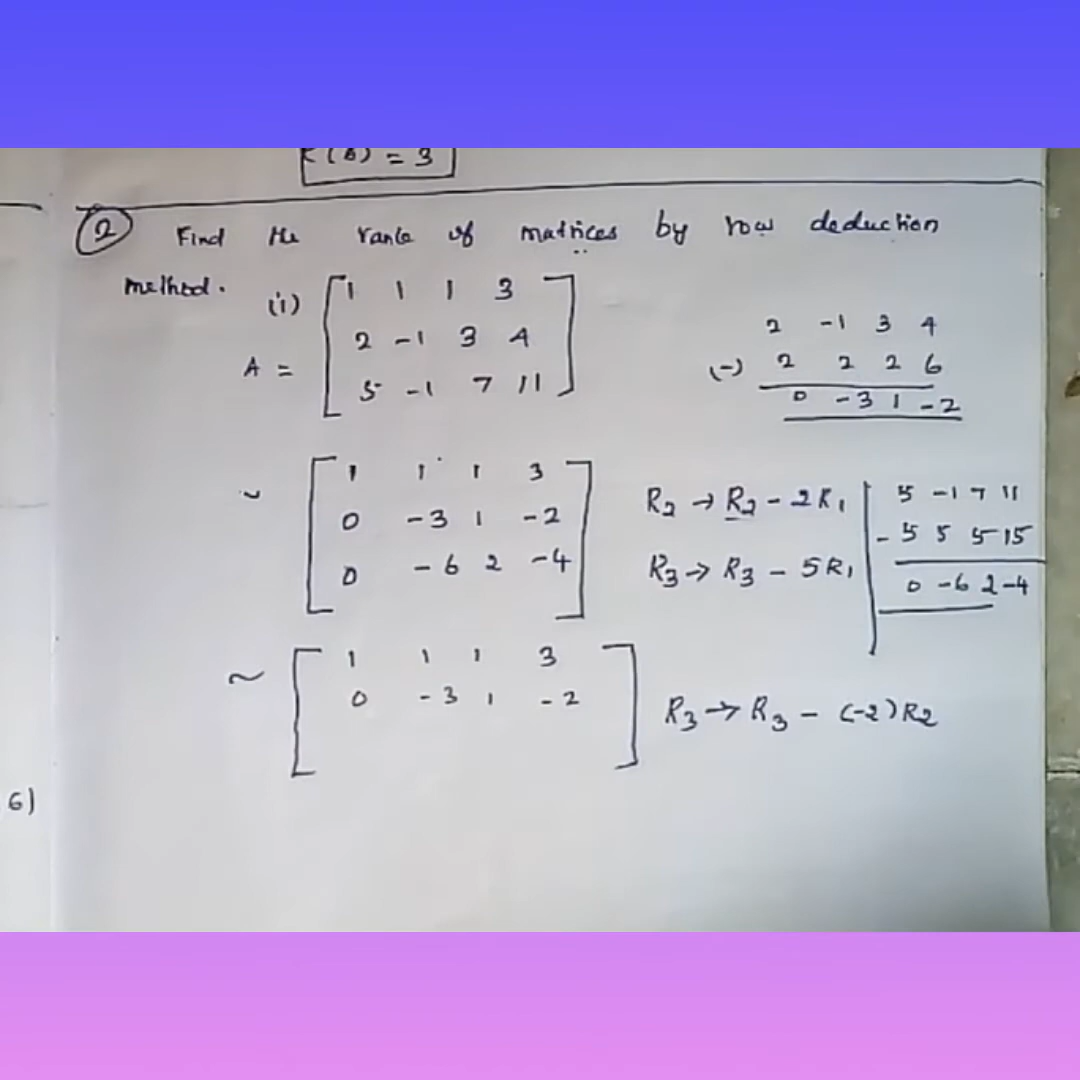 r(A) = 3
2 Find the rank of matrices by row deduction
method.
(i)
A = [ 1 1 1 3
2 -1 3 4
5 -1 7 11 ]
2 -1 3 4
(-) 2 2 2 6
0 -3 1 -2
~ [ 1 1 1 3
0 -3 1 -2
0 -6 2 -4 ]
R2 → R2 - 2R1
R3 → R3 - 5R1
5 -1 7 11
- 5 5 5 15
0 -6 2 -4
~ [ 1 1 1 3
0 -3 1 -2 ]
R3 → R3 - (-2)R2
6)